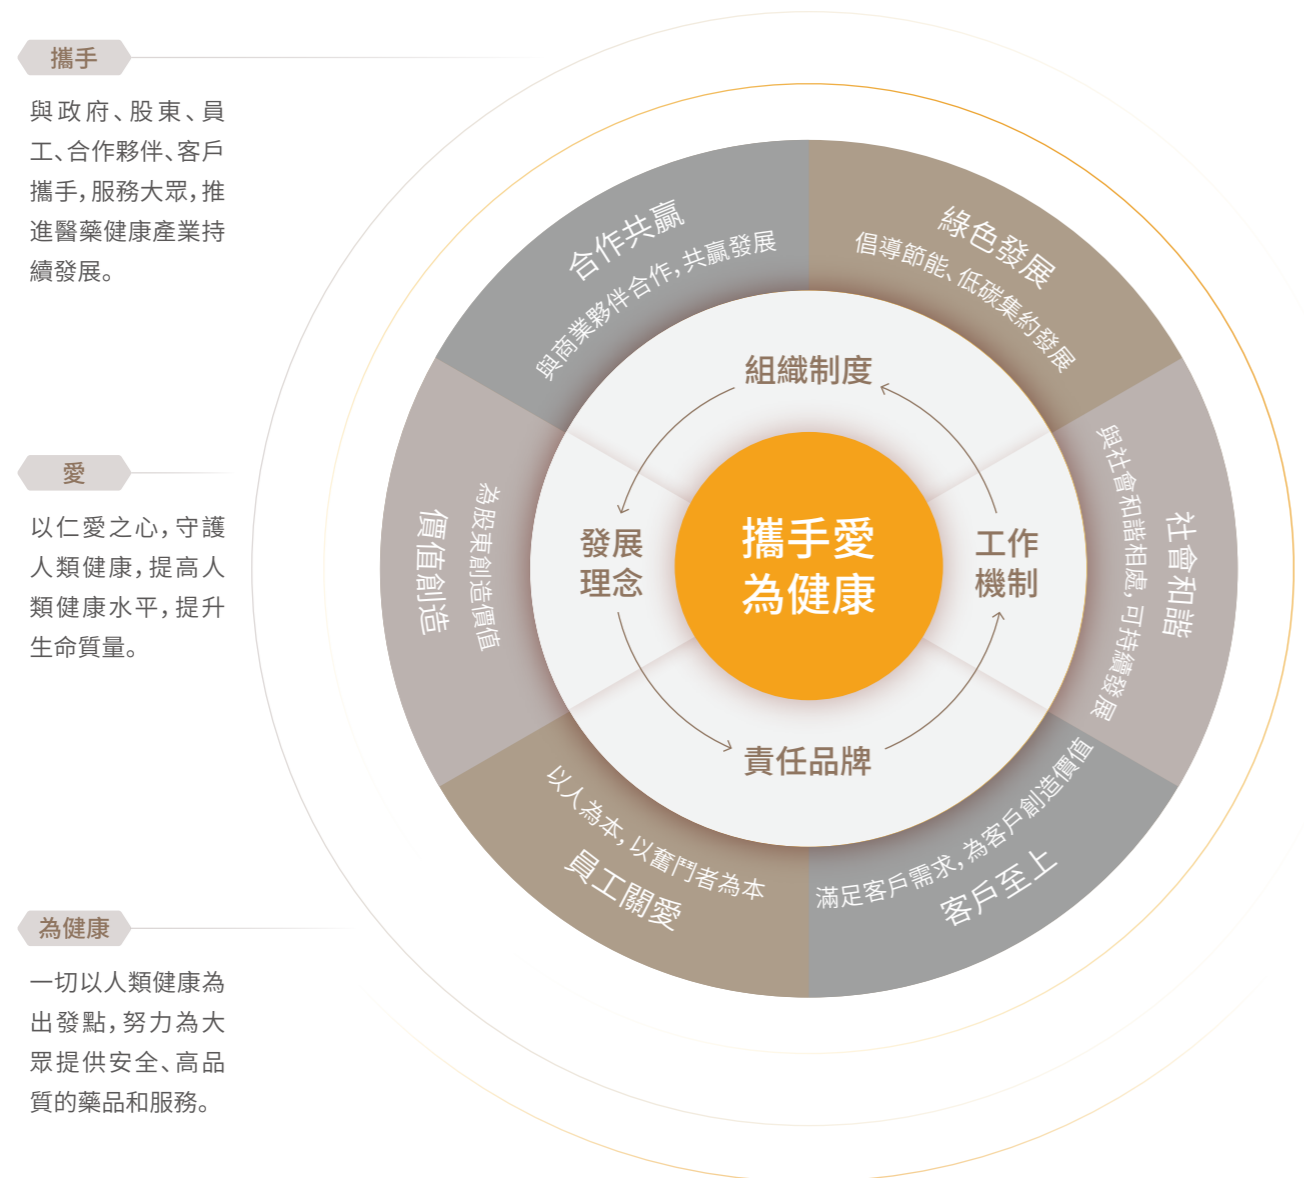 攜手
與政府、股東、員
工、合作夥伴、客戶
攜手，服務大眾，推
進醫藥健康產業持
續發展。
愛
以仁愛之心，守護
人類健康，提高人
類健康水平，提升
生命質量。
為健康
一切以人類健康為
出發點，努力為大
眾提供安全、高品
質的藥品和服務。
合作共贏
與商業夥伴合作，共贏發展
綠色發展
倡導節能、低碳集約發展
社會和諧
與社會和諧相處，可持續發展
客戶至上
滿足客戶需求，為客戶創造價值
員工關愛
以人為本，以奮鬥者為本
價值創造
為股東創造價值
組織制度
發展
理念
工作
機制
責任品牌
攜手愛
為健康